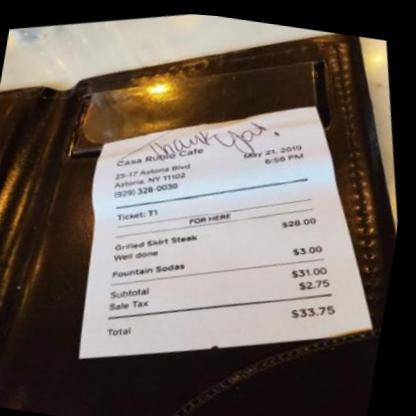 Thank You!
Casa Rubio Cafe
25-17 Astoria Blvd May 21, 2019
Astoria, NY 11102 6:58 PM
(929) 328-0030
Ticket: T1
FOR HERE
Grilled Skirt Steak $28.00
Well done
Fountain Sodas $3.00
Subtotal $31.00
Sale Tax $2.75
Total $33.75